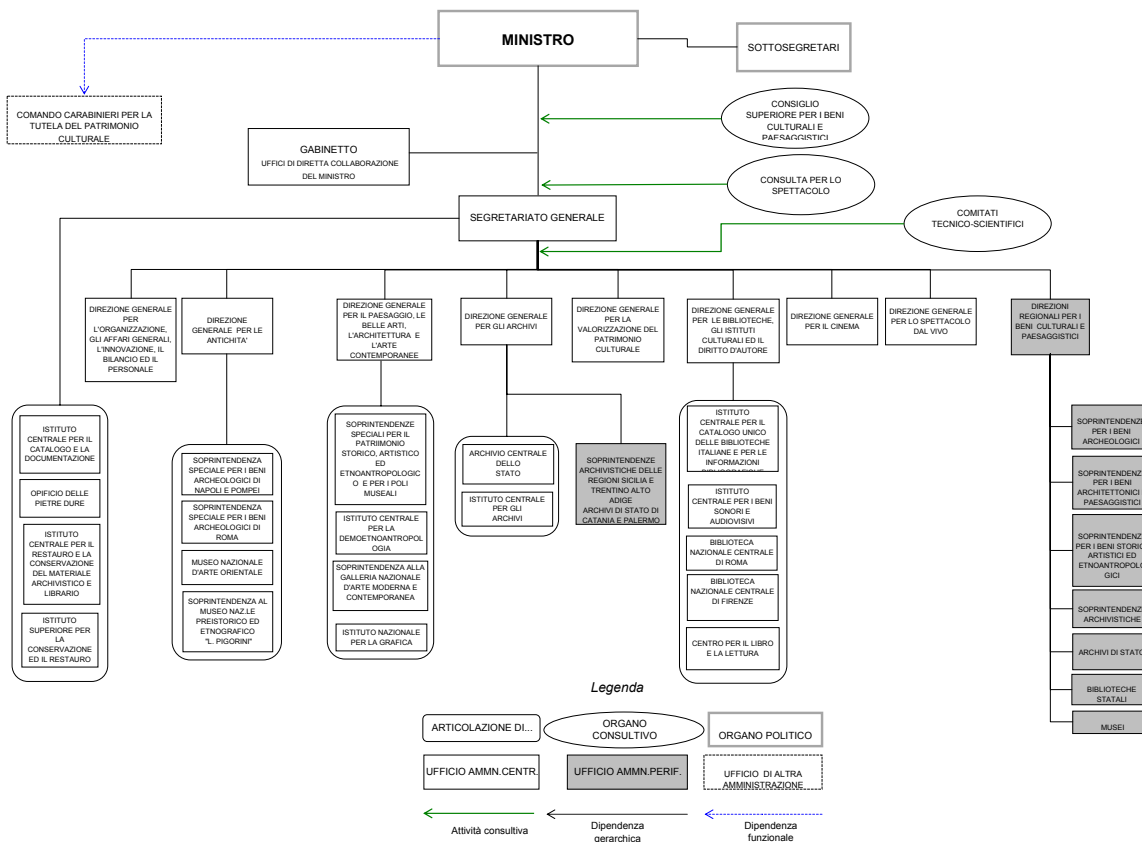 MINISTRO
SOTTOSEGRETARI
COMANDO CARABINIERI PER LA
TUTELA DEL PATRIMONIO
CULTURALE
CONSIGLIO
SUPERIORE PER I BENI
CULTURALI E
PAESAGGISTICI
GABINETTO
UFFICI DI DIRETTA COLLABORAZIONE
DEL MINISTRO
CONSULTA PER LO
SPETTACOLO
SEGRETARIATO GENERALE
COMITATI
TECNICO-SCIENTIFICI
DIREZIONE GENERALE
PER
L'ORGANIZZAZIONE,
GLI AFFARI GENERALI,
L'INNOVAZIONE, IL
BILANCIO ED IL
PERSONALE
DIREZIONE
GENERALE PER LE
ANTICHITA'
DIREZIONE GENERALE
PER IL PAESAGGIO, LE
BELLE ARTI,
L'ARCHITETTURA E
L'ARTE
CONTEMPORANEE
DIREZIONE GENERALE
PER GLI ARCHIVI
DIREZIONE GENERALE
PER LA
VALORIZZAZIONE DEL
PATRIMONIO
CULTURALE
DIREZIONE GENERALE
PER LE BIBLIOTECHE,
GLI ISTITUTI
CULTURALI ED IL
DIRITTO D'AUTORE
DIREZIONE GENERALE
PER IL CINEMA
DIREZIONE GENERALE
PER LO SPETTACOLO
DAL VIVO
DIREZIONI
REGIONALI PER I
BENI CULTURALI E
PAESAGGISTICI
ISTITUTO
CENTRALE PER IL
CATALOGO E LA
DOCUMENTAZIONE
OPIFICIO DELLE
PIETRE DURE
ISTITUTO
CENTRALE PER IL
RESTAURO E LA
CONSERVAZIONE
DEL MATERIALE
ARCHIVISTICO E
LIBRARIO
ISTITUTO
SUPERIORE PER
LA
CONSERVAZIONE
ED IL RESTAURO
SOPRINTENDENZA
SPECIALE PER I BENI
ARCHEOLOGICI DI
NAPOLI E POMPEI
SOPRINTENDENZA
SPECIALE PER I BENI
ARCHEOLOGICI DI
ROMA
MUSEO NAZIONALE
D'ARTE ORIENTALE
SOPRINTENDENZA AL
MUSEO NAZ.LE
PREISTORICO ED
ETNOGRAFICO
"L. PIGORINI"
SOPRINTENDENZE
SPECIALI PER IL
PATRIIMONIO
STORICO,
ARTISTICO ED
ETNOANTROPOLOGIC
O E PER I POLI
MUSEALI
ISTITUTO CENTRALE
PER LA
DEMOETNOANTROPOL
OGIA
SOPRINTENDENZA ALLA
GALLERIA NAZIONALE
D'ARTE MODERNA E
CONTEMPORANEA
ISTITUTO NAZIONALE
PER LA GRAFICA
ARCHIVIO CENTRALE
DELLO
STATO
ISTITUTO CENTRALE
PER GLI
ARCHIVI
SOPRINTENDENZE
ARCHIVISTICHE DELLE
REGIONI SICILIA E
TRENTINO ALTO
ADIGE
ARCHIVI DI STATO DI
CATANIA E PALERMO
ISTITUTO
CENTRALE PER IL
CATALOGO UNICO
DELLE BIBLIOTECHE
ITALIANE E PER LE
INFORMAZIONI
BIBLIOGRAFICHE
ISTITUTO
CENTRALE PER I BENI
SONORI E
AUDIOVISIVI
BIBLIOTECA
NAZIONALE CENTRALE
DI ROMA
BIBLIOTECA
NAZIONALE CENTRALE
DI FIRENZE
CENTRO PER IL LIBRO
E LA LETTURA
SOPRINTENDENZE
PER I BENI
ARCHEOLOGICI
SOPRINTENDENZE
PER I BENI
ARCHITETTONICI
PAESAGGISTICI
SOPRINTENDENZE
PER I BENI STORICI
ARTISTICI ED
ETNOANTROPOLO
GICI
SOPRINTENDENZE
ARCHIVISTICHE
ARCHIVI DI STATO
BIBLIOTECHE
STATALI
MUSEI
Legenda
ARTICOLAZIONE DI...
ORGANO
CONSULTIVO
ORGANO POLITICO
UFFICIO AMMN.CENTR.
UFFICIO AMMN.PERIF.
UFFICIO DI ALTRA
AMMINISTRAZIONE
Attività consultiva
Dipendenza
gerarchica
Dipendenza
funzionale